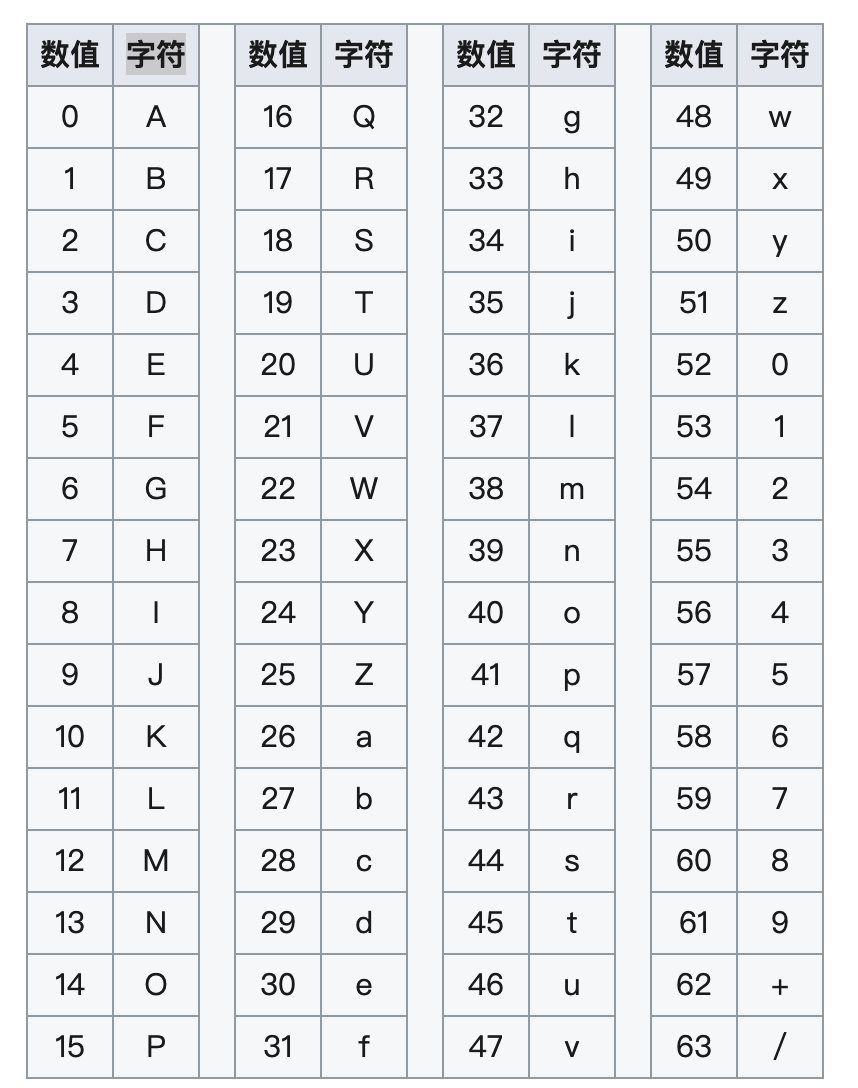 数值 字符 数值 字符 数值 字符 数值 字符
0 A 16 Q 32 g 48 w
1 B 17 R 33 h 49 x
2 C 18 S 34 i 50 y
3 D 19 T 35 j 51 z
4 E 20 U 36 k 52 0
5 F 21 V 37 l 53 1
6 G 22 W 38 m 54 2
7 H 23 X 39 n 55 3
8 I 24 Y 40 o 56 4
9 J 25 Z 41 p 57 5
10 K 26 a 42 q 58 6
11 L 27 b 43 r 59 7
12 M 28 c 44 s 60 8
13 N 29 d 45 t 61 9
14 O 30 e 46 u 62 +
15 P 31 f 47 v 63 /